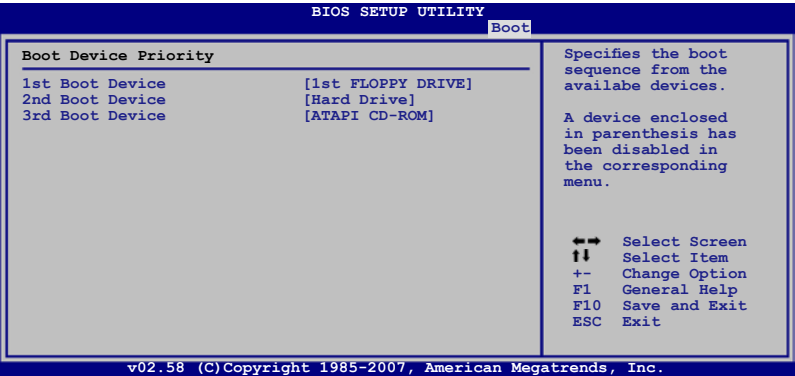 BIOS SETUP UTILITY
Boot
Boot Device Priority
1st Boot Device [1st FLOPPY DRIVE]
2nd Boot Device [Hard Drive]
3rd Boot Device [ATAPI CD-ROM]
Specifies the boot
sequence from the
availabe devices.
A device enclosed
in parenthesis has
been disabled in
the corresponding
menu.
←→ Select Screen
↑↓ Select Item
+- Change Option
F1 General Help
F10 Save and Exit
ESC Exit
v02.58 (C)Copyright 1985-2007, American Megatrends, Inc.